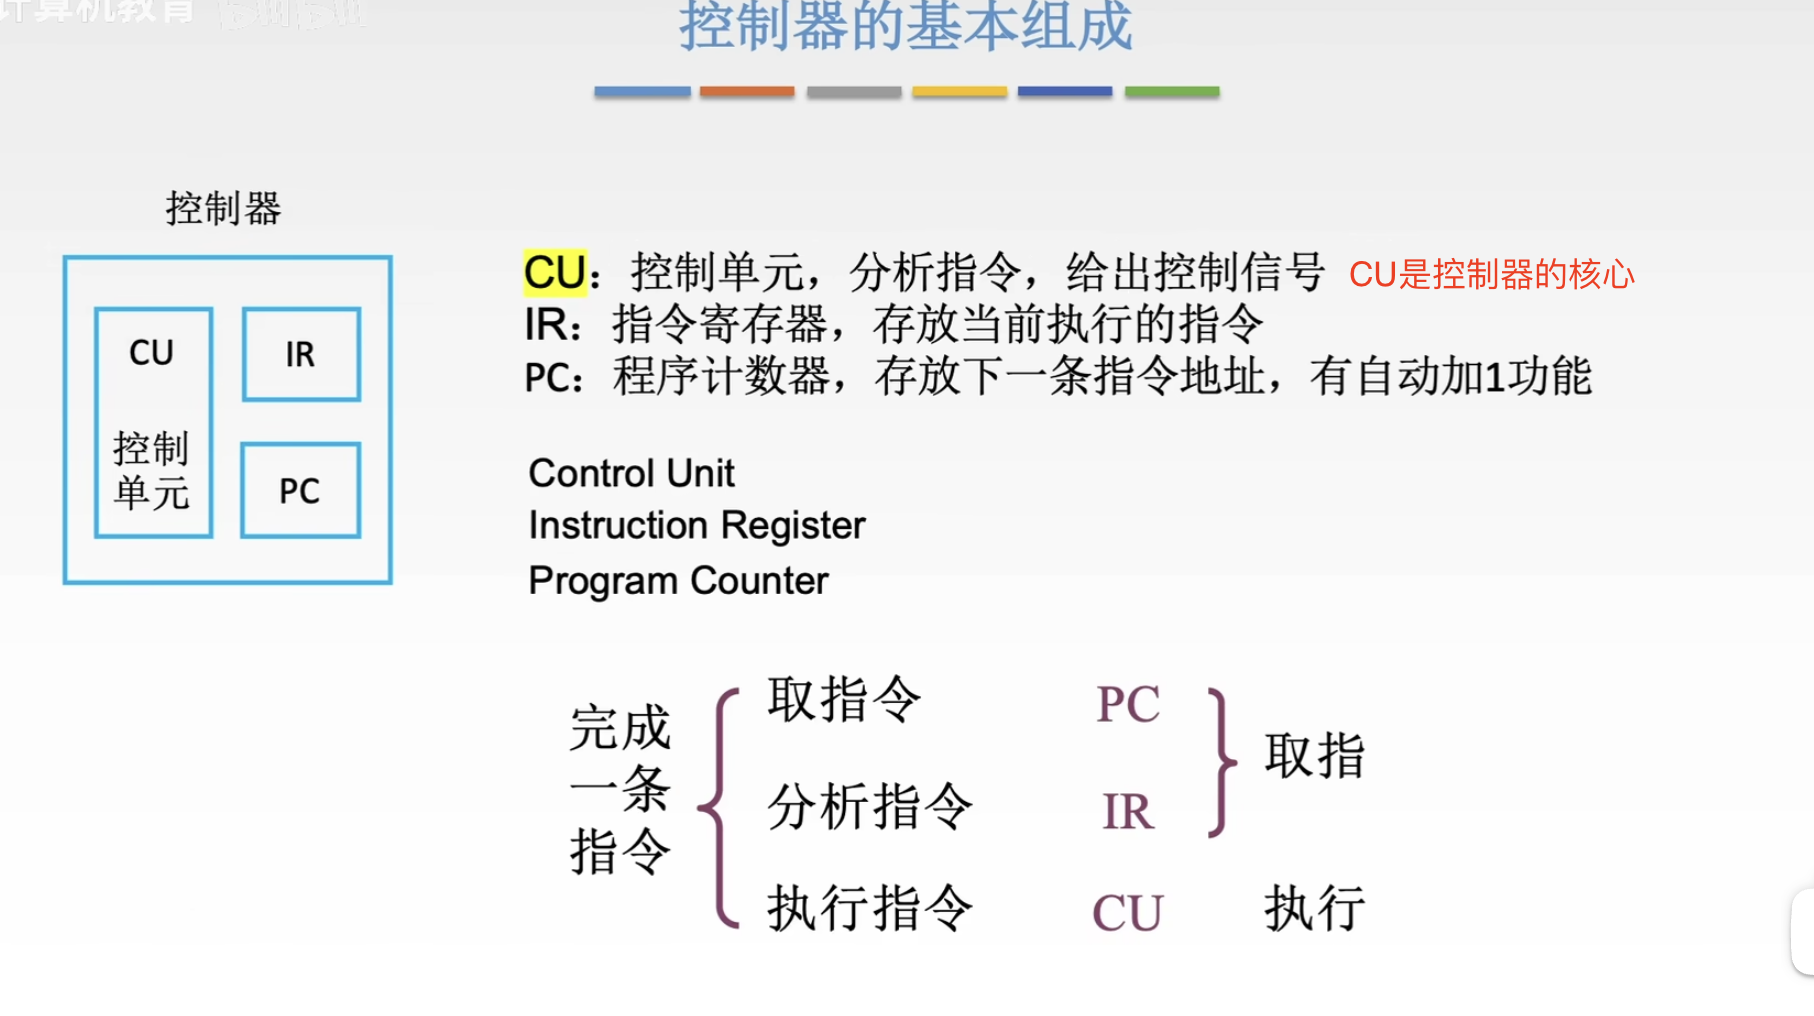 计算机教育 bilibili
控制器的基本组成
控制器
CU
控制
单元
IR
PC
CU：控制单元，分析指令，给出控制信号 CU是控制器的核心
IR：指令寄存器，存放当前执行的指令
PC：程序计数器，存放下一条指令地址，有自动加1功能
Control Unit
Instruction Register
Program Counter
完成
一条
指令
取指令 PC
分析指令 IR
取指
执行指令 CU 执行